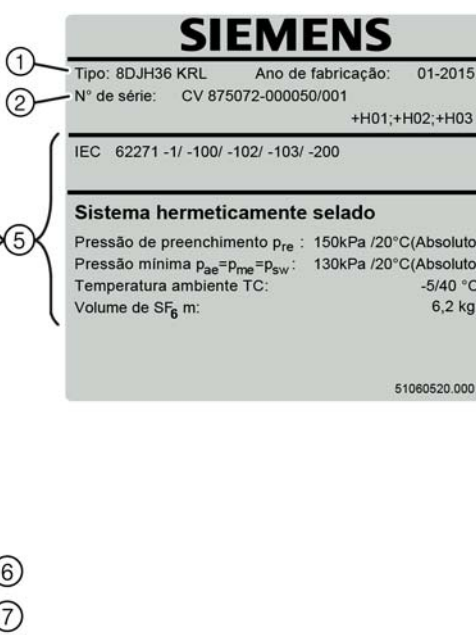 SIEMENS
① Tipo: 8DJH36 KRL Ano de fabricação: 01-2015
② N° de série: CV 875072-000050/001
+H01;+H02;+H03
IEC 62271 -1/ -100/ -102/ -103/ -200
⑤
Sistema hermeticamente selado
Pressão de preenchimento pre : 150kPa /20°C(Absoluto
Pressão mínima pae=pme=psw : 130kPa /20°C(Absoluto
Temperatura ambiente TC: -5/40 °C
Volume de SF6 m: 6,2 kg
51060520.000
⑥
⑦